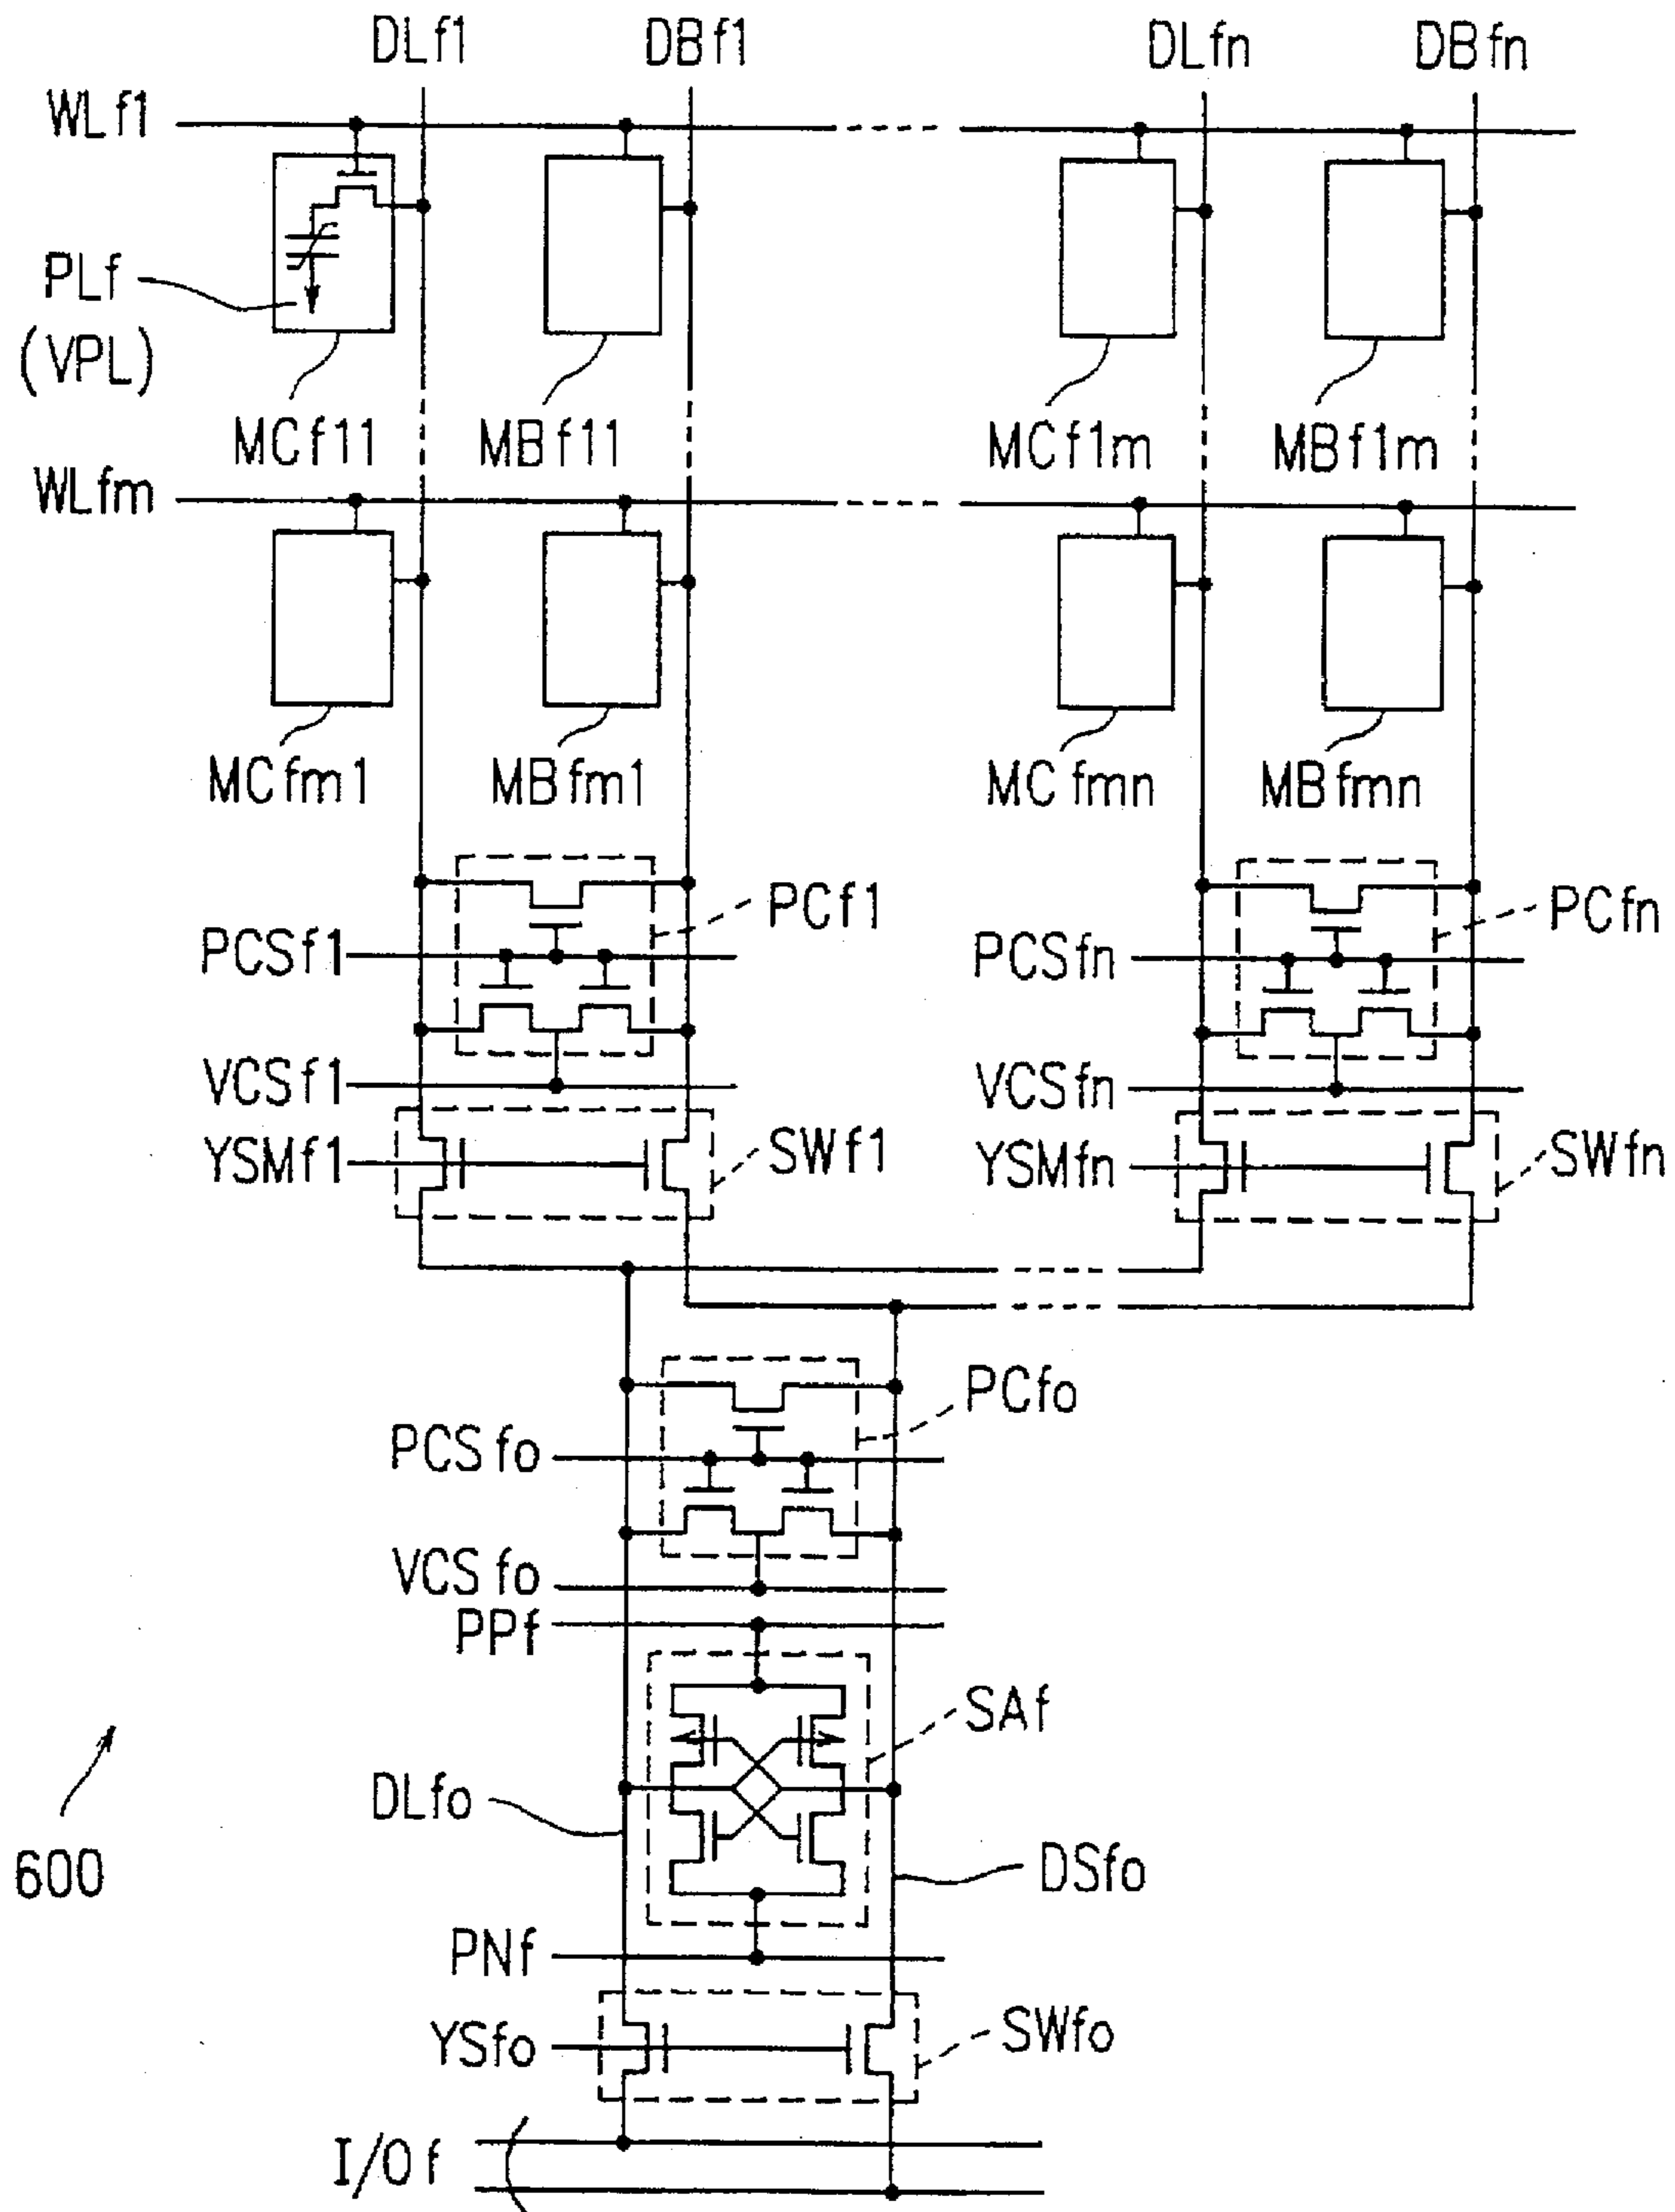 DLf1 DBf1 DLfn DBfn
WLf1
PLf
(VPL)
MCf11 MBf11 MCf1m MBf1m
WLfm
MCfm1 MBfm1 MCfmn MBfmn
PCf1 PCfn
PCSf1 PCSfn
VCSf1 VCSfn
YSMf1 SWf1 YSMfn SWfn
PCfo
PCSfo
VCSfo
PPf
SAf
DLfo
600 DSfo
PNf
YSfo SWfo
I/Of